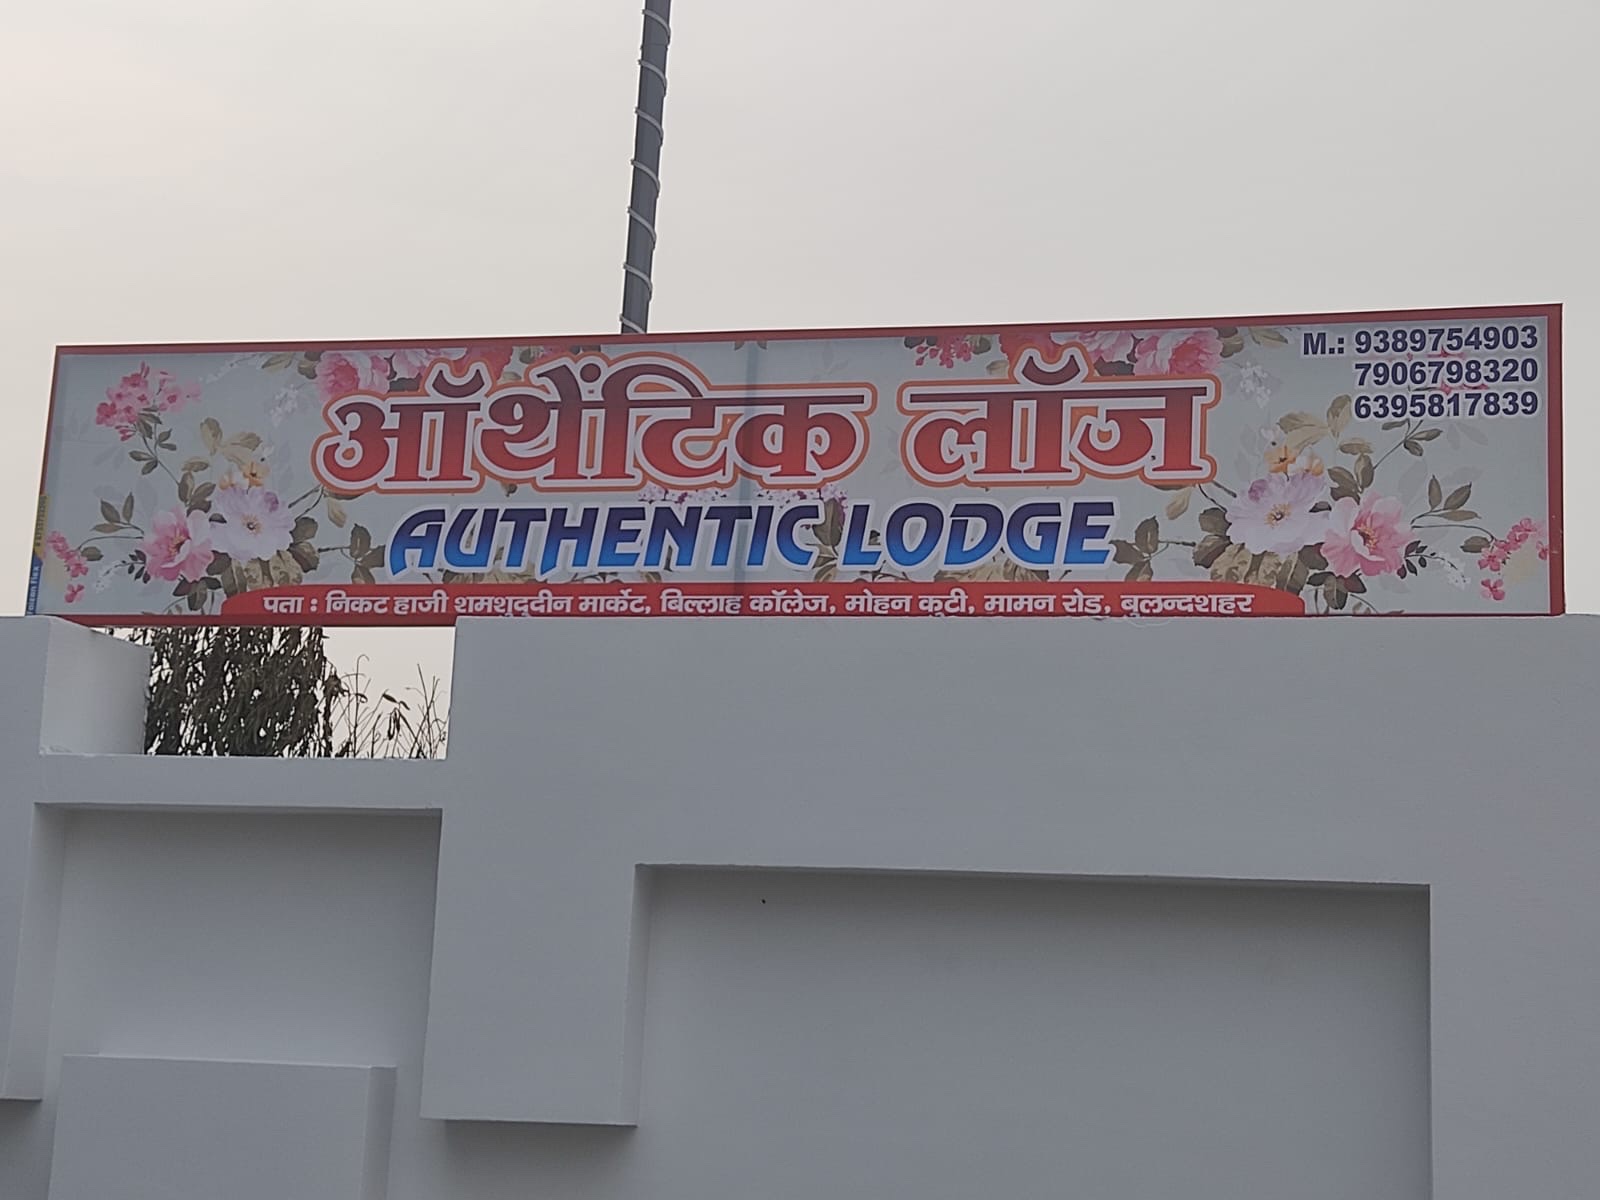 M.: 9389754903
7906798320
6395817839
ऑथेंटिक लॉज
AUTHENTIC LODGE
पता : निकट हाजी शमशुद्दीन मार्केट, बिल्लाह कॉलेज, मोहन कुटी, मामन रोड, बुलन्दशहर